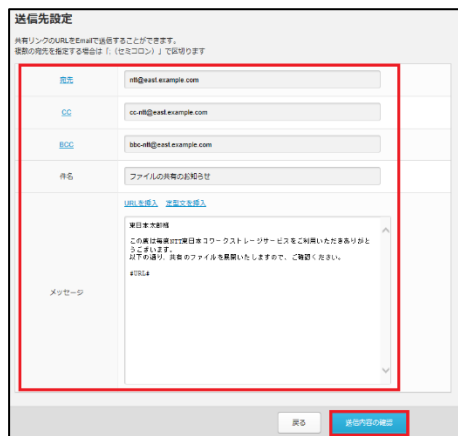 送信先設定
共有リンクのURLをEmailで送信することができます。
複数の宛先を指定する場合は「;（セミコロン）」で区切ります
宛先
ntt@east.example.com
CC
cc-ntt@east.example.com
BCC
bbc-ntt@east.example.com
件名
ファイルの共有のお知らせ
URLを挿入 定型文を挿入
メッセージ
東日本太郎様
この度は毎度NTT東日本コワークストレージサービスをご利用いただきありがと
うございます。
以下の通り、共有のファイルを展開いたしますので、ご確認ください。
#URL#
戻る 送信内容の確認